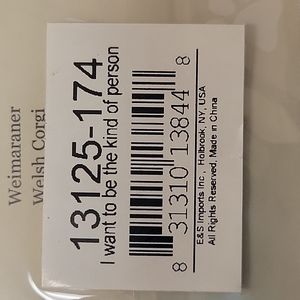 Weimaraner
Welsh Corgi
13125-174
I want to be the kind of person
8 31310 13844 8
E&S Imports Inc., Holbrook, NY, USA
All Rights Reserved, Made in China